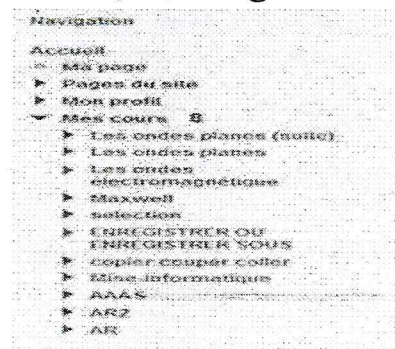 Navigation
Accueil
Ma page
Pages du site
Mon profil
Mes cours 8
Les ondes planes (suite)
Les ondes planes
Les ondes
électromagnétique
Maxwell
selection
ENREGISTRER OU
ENREGISTRER SOUS
copier couper coller
Mise-informatique
AAAS
AR2
AR